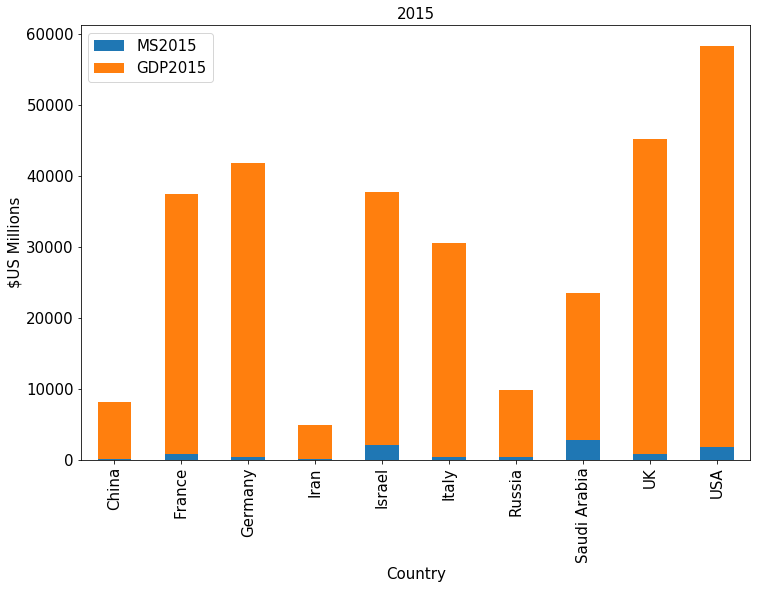 2015
MS2015
GDP2015
60000
50000
40000
30000
20000
10000
0
$US Millions
China
France
Germany
Iran
Israel
Italy
Russia
Saudi Arabia
UK
USA
Country